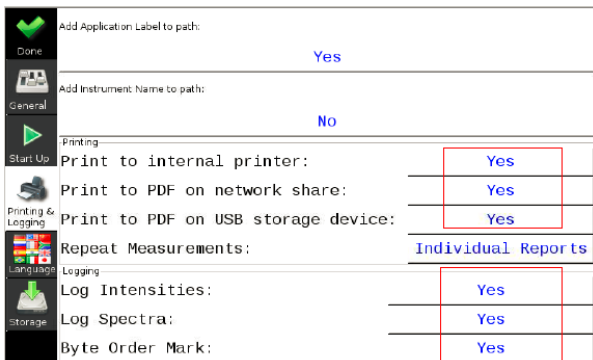 Done
General
Start Up
Printing &
Logging
Language
Storage
Add Application Label to path:
Yes
Add Instrument Name to path:
No
Printing
Print to internal printer: Yes
Print to PDF on network share: Yes
Print to PDF on USB storage device: Yes
Repeat Measurements: Individual Reports
Logging
Log Intensities: Yes
Log Spectra: Yes
Byte Order Mark: Yes